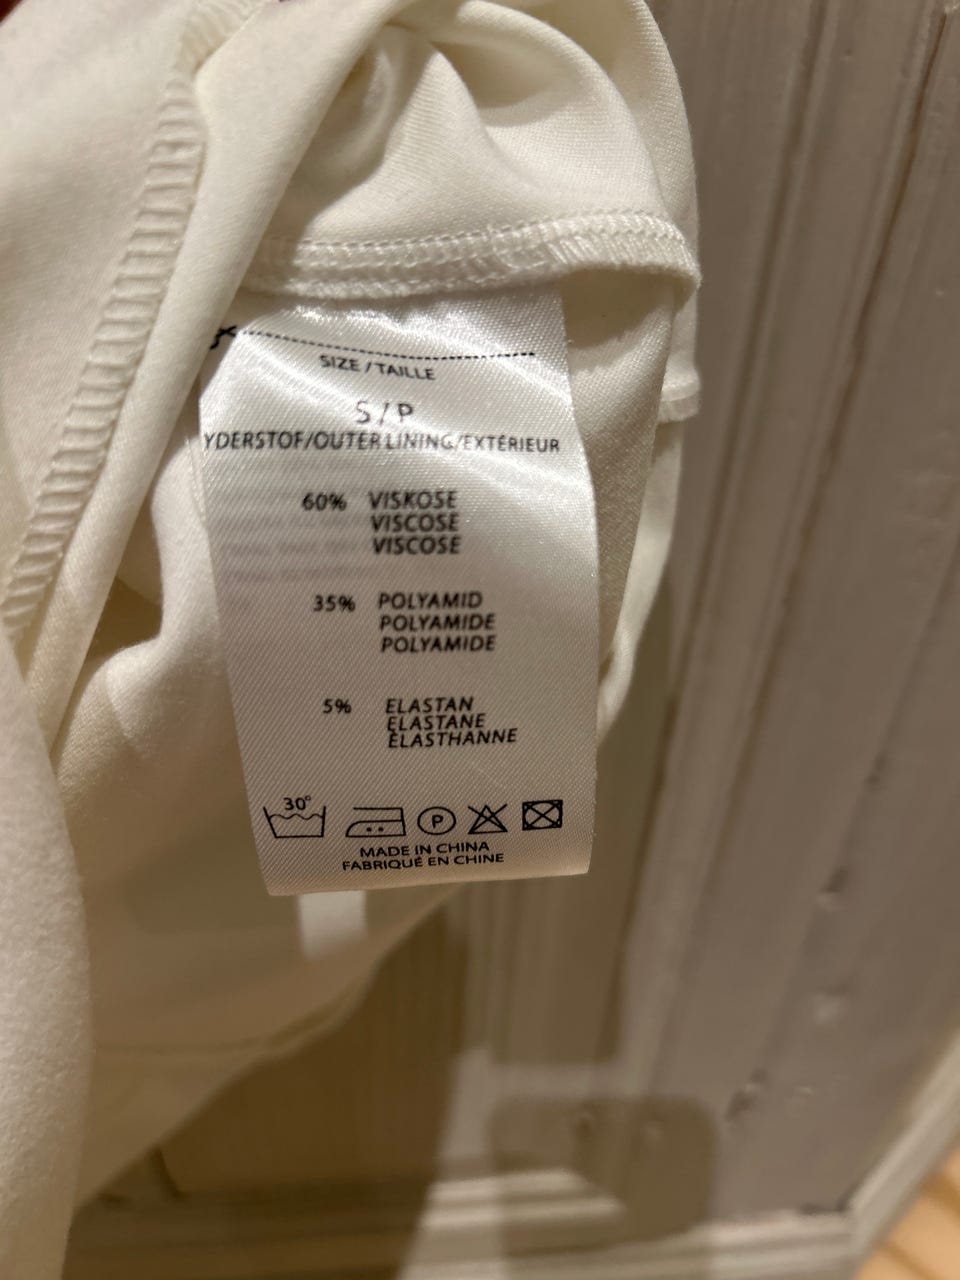 SIZE / TAILLE
S / P
YDERSTOF/OUTER LINING/EXTÉRIEUR
60% VISKOSE
VISCOSE
VISCOSE
35% POLYAMID
POLYAMIDE
POLYAMIDE
5% ELASTAN
ELASTANE
ÉLASTHANNE
30°
P
MADE IN CHINA
FABRIQUÉ EN CHINE